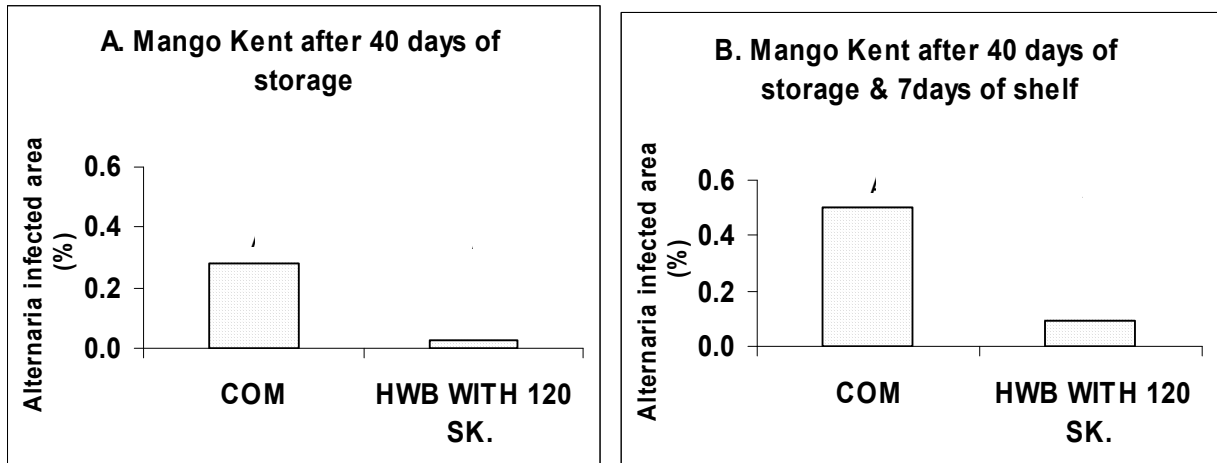 A. Mango Kent after 40 days of
storage
Alternaria infected area
(%)
0.6
0.4
0.2
0.0
COM
HWB WITH 120
SK.
B. Mango Kent after 40 days of
storage & 7days of shelf
Alternaria infected area
(%)
0.6
0.4
0.2
0.0
COM
HWB WITH 120
SK.